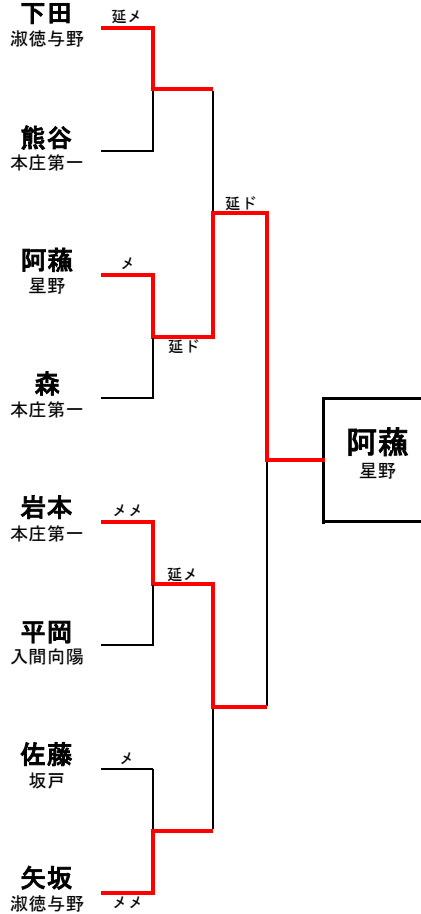 下田
淑徳与野
延メ
熊谷
本庄第一
延ド
阿蘓
星野
メ
延ド
森
本庄第一
阿蘓
星野
岩本
本庄第一
メメ
延メ
平岡
入間向陽
佐藤
坂戸
メ
矢坂
淑徳与野
メメ